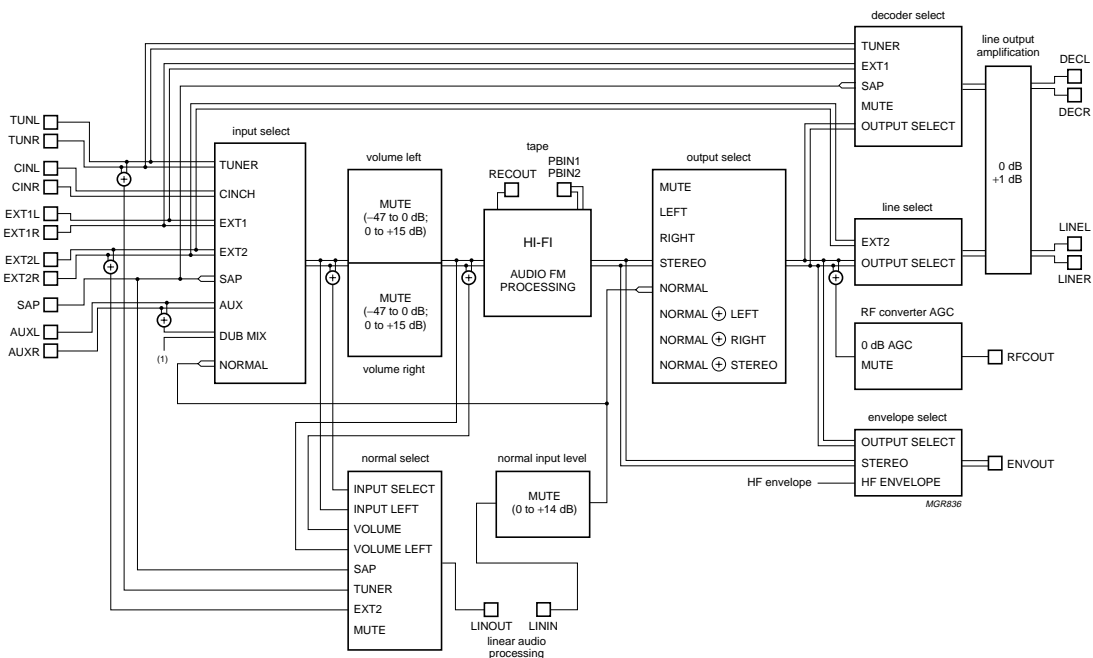 decoder select
TUNER
EXT1
SAP
MUTE
OUTPUT SELECT
line output
amplification
0 dB
+1 dB
DECL
DECR
TUNL
TUNR
CINL
CINR
EXT1L
EXT1R
EXT2L
EXT2R
SAP
AUXL
AUXR
input select
TUNER
CINCH
EXT1
EXT2
SAP
AUX
DUB MIX
NORMAL
(1)
volume left
MUTE
(−47 to 0 dB;
0 to +15 dB)
MUTE
(−47 to 0 dB;
0 to +15 dB)
volume right
tape
RECOUT
PBIN1
PBIN2
HI-FI
AUDIO FM
PROCESSING
output select
MUTE
LEFT
RIGHT
STEREO
NORMAL
NORMAL + LEFT
NORMAL + RIGHT
NORMAL + STEREO
line select
EXT2
OUTPUT SELECT
LINEL
LINER
RF converter AGC
0 dB AGC
MUTE
RFCOUT
envelope select
OUTPUT SELECT
STEREO
HF ENVELOPE
HF envelope
ENVOUT
MGR836
normal select
INPUT SELECT
INPUT LEFT
VOLUME
VOLUME LEFT
SAP
TUNER
EXT2
MUTE
normal input level
MUTE
(0 to +14 dB)
LINOUT
LININ
linear audio
processing